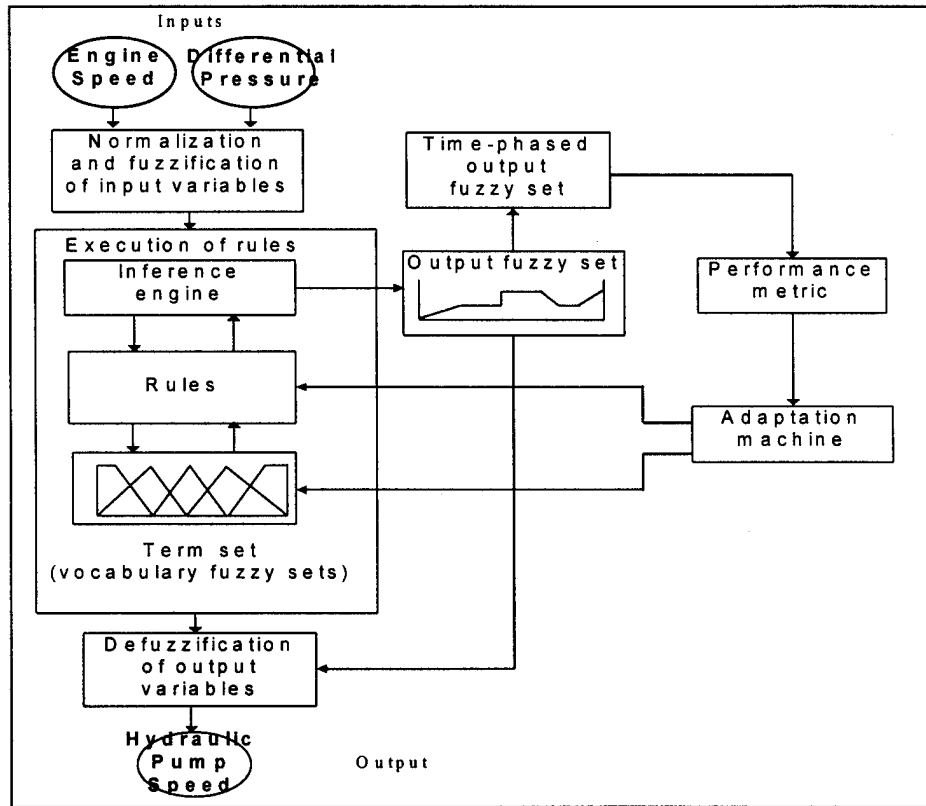 Inputs
Engine
Speed
Differential
Pressure
Normalization
and fuzzification
of input variables
Execution of rules
Inference
engine
Rules
Term set
(vocabulary fuzzy sets)
Defuzzification
of output
variables
Hydraulic
Pump
Speed
Output
Time-phased
output
fuzzy set
Output fuzzy set
Performance
metric
Adaptation
machine